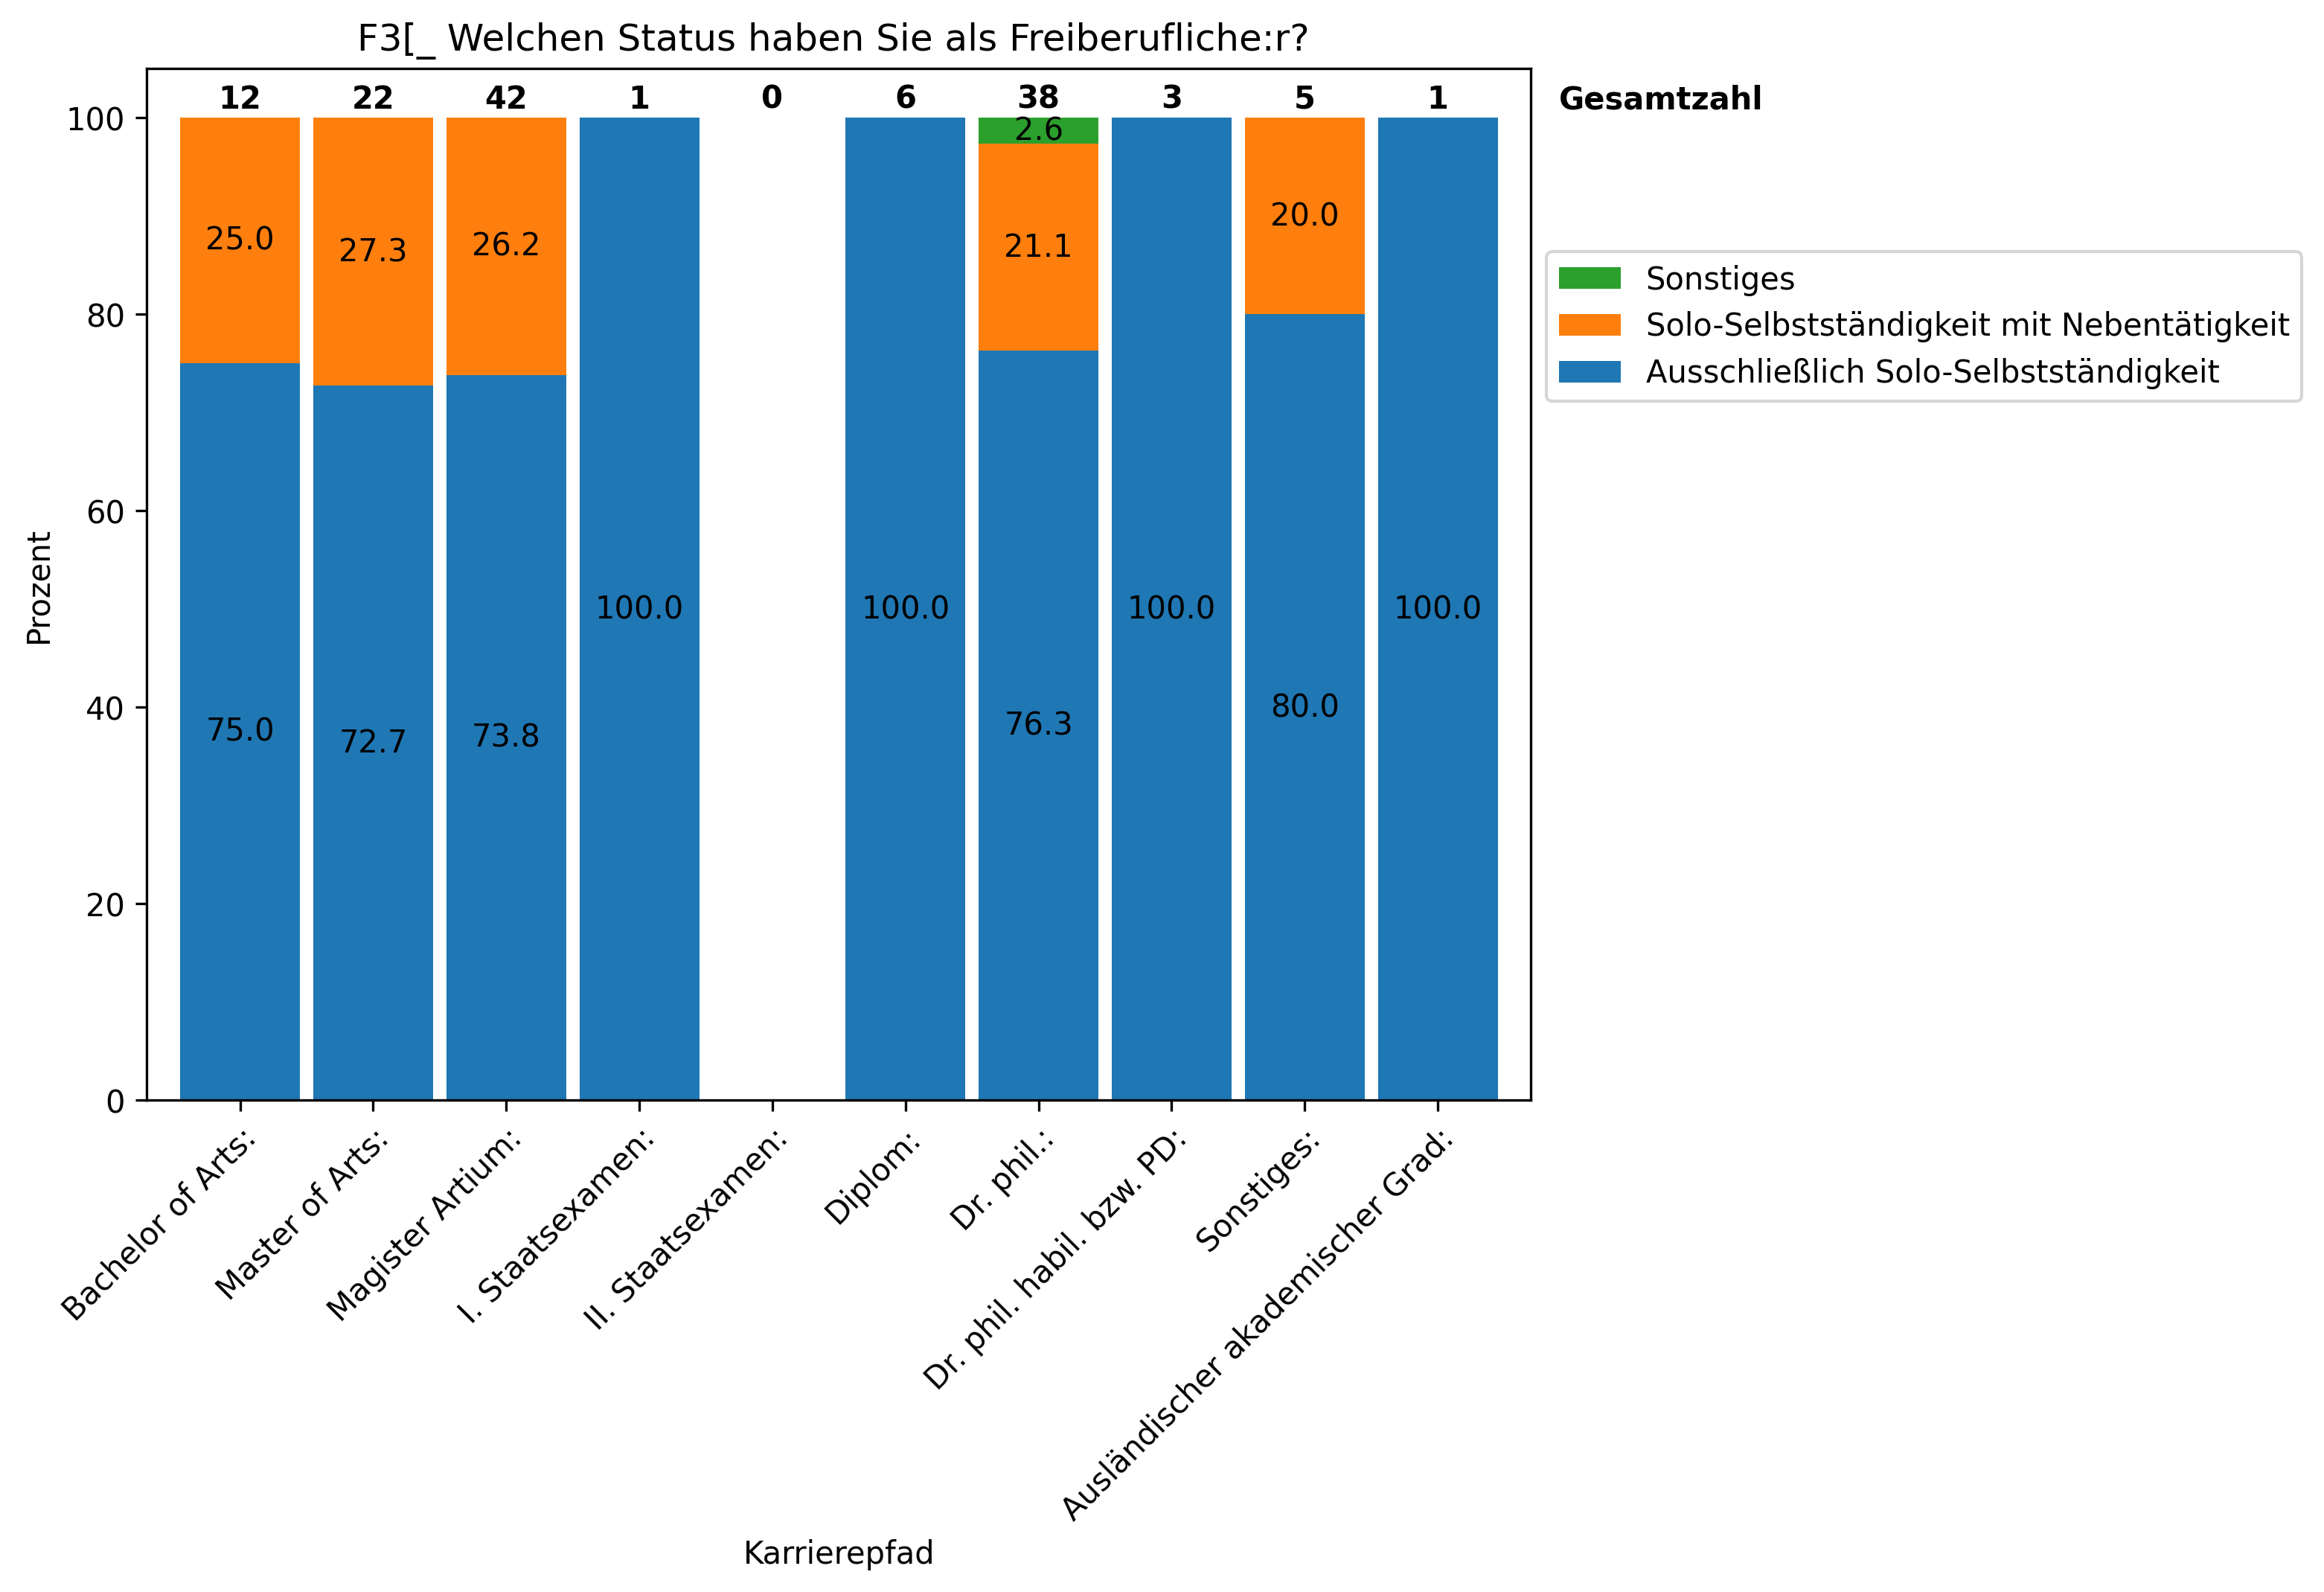 F3[_ Welchen Status haben Sie als Freiberufliche:r?
12 22 42 1 0 6 38 3 5 1 Gesamtzahl
100
80
60
40
20
0
Prozent
2.6
25.0 27.3 26.2 21.1 20.0
75.0 72.7 73.8 100.0 100.0 76.3 100.0 80.0 100.0
Sonstiges
Solo-Selbstständigkeit mit Nebentätigkeit
Ausschließlich Solo-Selbstständigkeit
Bachelor of Arts:
Master of Arts:
Magister Artium:
I. Staatsexamen:
II. Staatsexamen:
Diplom:
Dr. phil.:
Dr. phil. habil. bzw. PD:
Sonstiges:
Ausländischer akademischer Grad:
Karrierepfad